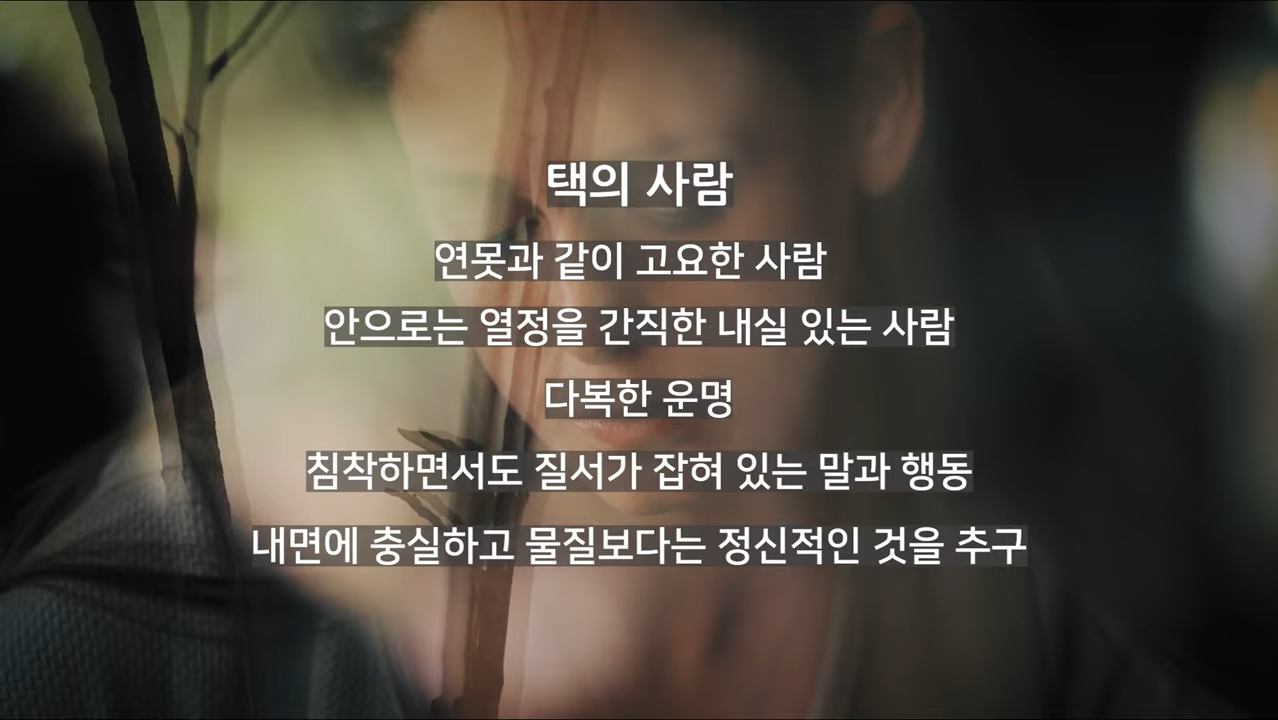 택의 사람
연못과 같이 고요한 사람
안으로는 열정을 간직한 내실 있는 사람
다복한 운명
침착하면서도 질서가 잡혀 있는 말과 행동
내면에 충실하고 물질보다는 정신적인 것을 추구